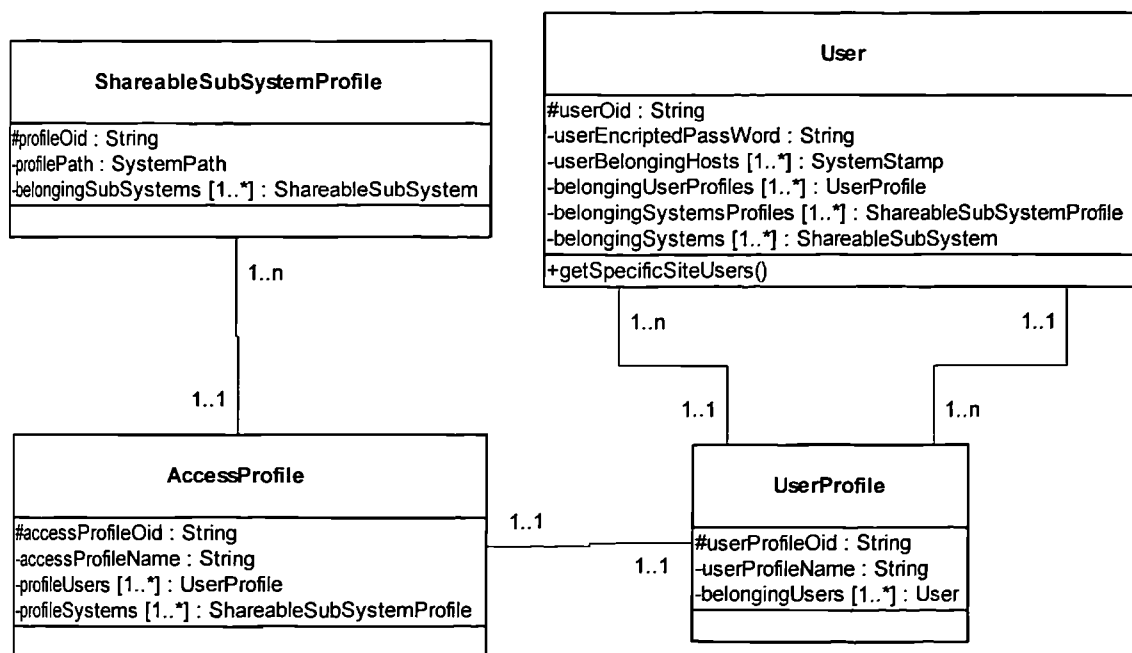 ShareableSubSystemProfile
#profileOid : String
-profilePath : SystemPath
-belongingSubSystems [1..*] : ShareableSubSystem
User
#userOid : String
-userEncriptedPassWord : String
-userBelongingHosts [1..*] : SystemStamp
-belongingUserProfiles [1..*] : UserProfile
-belongingSystemsProfiles [1..*] : ShareableSubSystemProfile
-belongingSystems [1..*] : ShareableSubSystem
+getSpecificSiteUsers()
1..n
1..1
1..n
1..1
1..1
1..n
AccessProfile
#accessProfileOid : String
-accessProfileName : String
-profileUsers [1..*] : UserProfile
-profileSystems [1..*] : ShareableSubSystemProfile
1..1
1..1
UserProfile
#userProfileOid : String
-userProfileName : String
-belongingUsers [1..*] : User